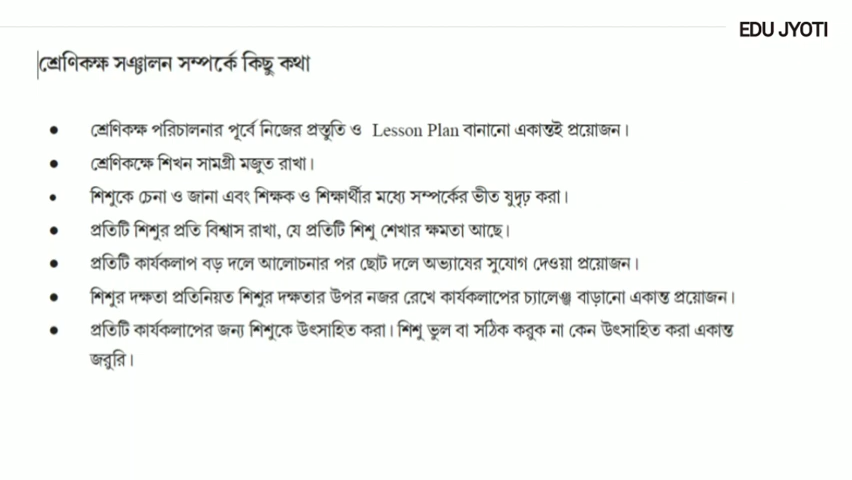 EDU JYOTI
শ্রেণিকক্ষ সঞ্চালন সম্পর্কে কিছু কথা
• শ্রেণিকক্ষ পরিচালনার পূর্বে নিজের প্রস্তুতি ও Lesson Plan বানানো একান্তই প্রয়োজন।
• শ্রেণিকক্ষে শিখন সামগ্রী মজুত রাখা।
• শিশুকে চেনা ও জানা এবং শিক্ষক ও শিক্ষার্থীর মধ্যে সম্পর্কের ভীত যুদৃঢ় করা।
• প্রতিটি শিশুর প্রতি বিশ্বাস রাখা, যে প্রতিটি শিশু শেখার ক্ষমতা আছে।
• প্রতিটি কার্যকলাপ বড় দলে আলোচনার পর ছোট দলে অভ্যাষের সুযোগ দেওয়া প্রয়োজন।
• শিশুর দক্ষতা প্রতিনিয়ত শিশুর দক্ষতার উপর নজর রেখে কার্যকলাপের চ্যালেঞ্জ বাড়ানো একান্ত প্রয়োজন।
• প্রতিটি কার্যকলাপের জন্য শিশুকে উৎসাহিত করা। শিশু ভুল বা সঠিক করুক না কেন উৎসাহিত করা একান্ত
জরুরি।